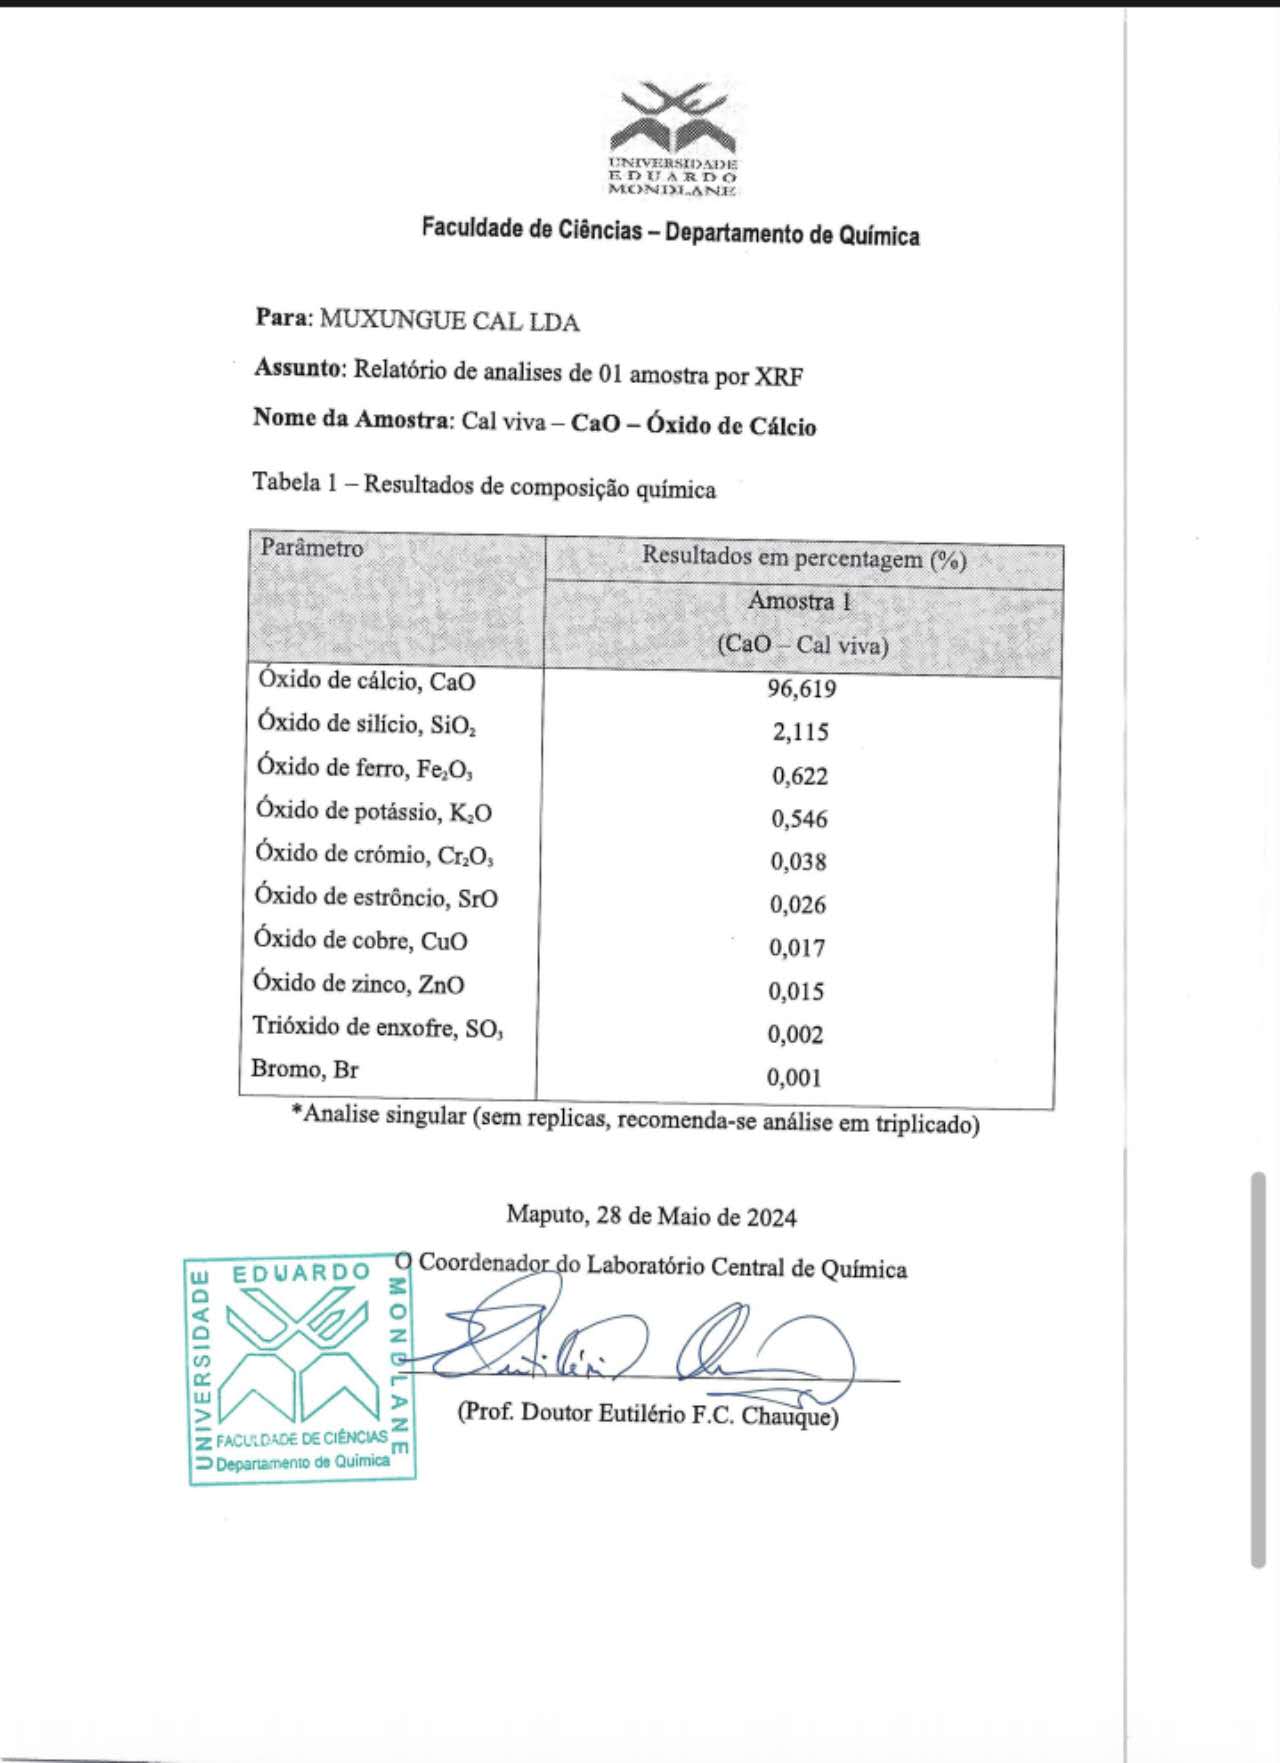 UNIVERSIDADE
EDUARDO
MONDLANE
Faculdade de Ciências – Departamento de Química
Para: MUXUNGUE CAL LDA
Assunto: Relatório de analises de 01 amostra por XRF
Nome da Amostra: Cal viva – CaO – Óxido de Cálcio
Tabela 1 – Resultados de composição química
Parâmetro
Resultados em percentagem (%)
Amostra 1
(CaO – Cal viva)
Óxido de cálcio, CaO 96,619
Óxido de silício, SiO₂ 2,115
Óxido de ferro, Fe₂O₃ 0,622
Óxido de potássio, K₂O 0,546
Óxido de crómio, Cr₂O₃ 0,038
Óxido de estrôncio, SrO 0,026
Óxido de cobre, CuO 0,017
Óxido de zinco, ZnO 0,015
Trióxido de enxofre, SO₃ 0,002
Bromo, Br 0,001
*Analise singular (sem replicas, recomenda-se análise em triplicado)
Maputo, 28 de Maio de 2024
O Coordenador do Laboratório Central de Química
(Prof. Doutor Eutilério F.C. Chauque)
UNIVERSIDADE
EDUARDO
MONDLANE
FACULDADE DE CIÊNCIAS
Departamento de Química